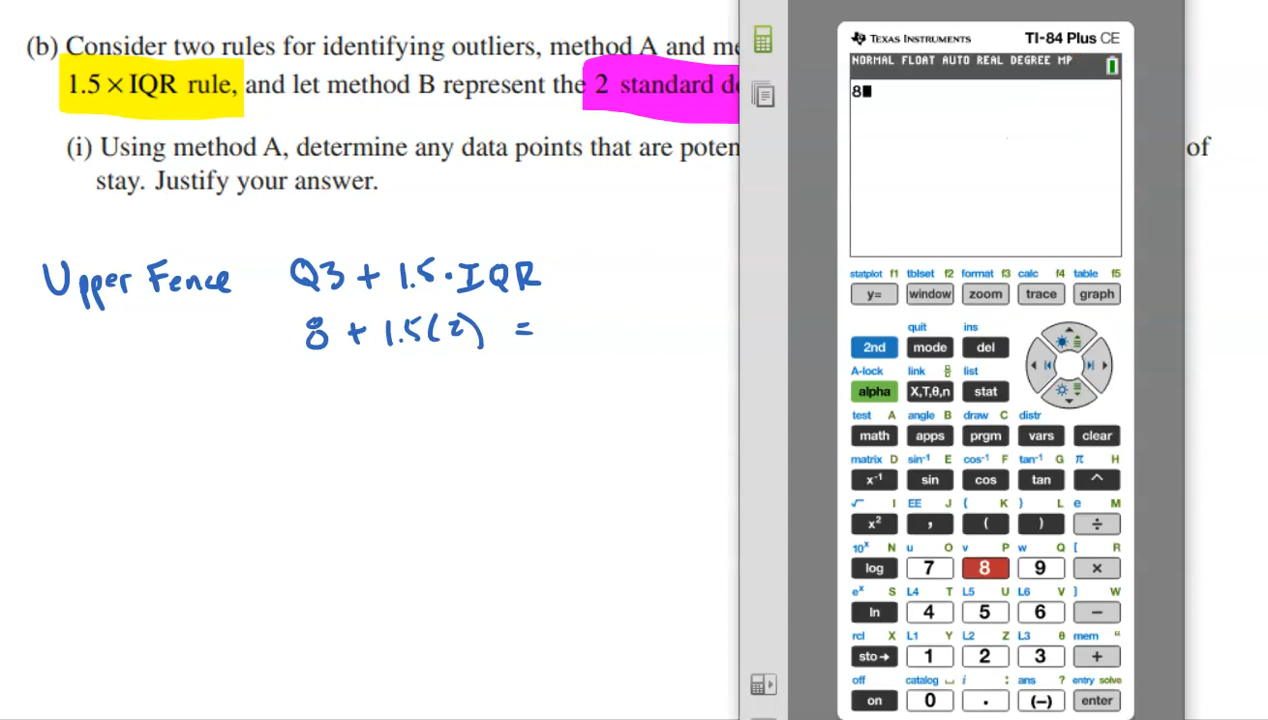 (b) Consider two rules for identifying outliers, method A and me
1.5 × IQR rule, and let method B represent the 2 standard d
(i) Using method A, determine any data points that are poten
of
stay. Justify your answer.
Upper Fence Q3 + 1.5 · IQR
8 + 1.5(2) =
TEXAS INSTRUMENTS TI-84 Plus CE
NORMAL FLOAT AUTO REAL DEGREE MP
8
statplot f1 tblset f2 format f3 calc f4 table f5
y= window zoom trace graph
quit ins
2nd mode del
A-lock link list
alpha X,T,θ,n stat
test A angle B draw C distr
math apps prgm vars clear
matrix D sin⁻¹ E cos⁻¹ F tan⁻¹ G π H
x⁻¹ sin cos tan ^
√ I EE J ( K ) L e M
x² , ( ) ÷
10ˣ N u O v P w Q [ R
log 7 8 9 ×
eˣ S L4 T L5 U L6 V ] W
ln 4 5 6 −
rcl X L1 Y L2 Z L3 θ mem "
sto→ 1 2 3 +
off catalog ⎵ i : ans ? entry solve
on 0 . (−) enter